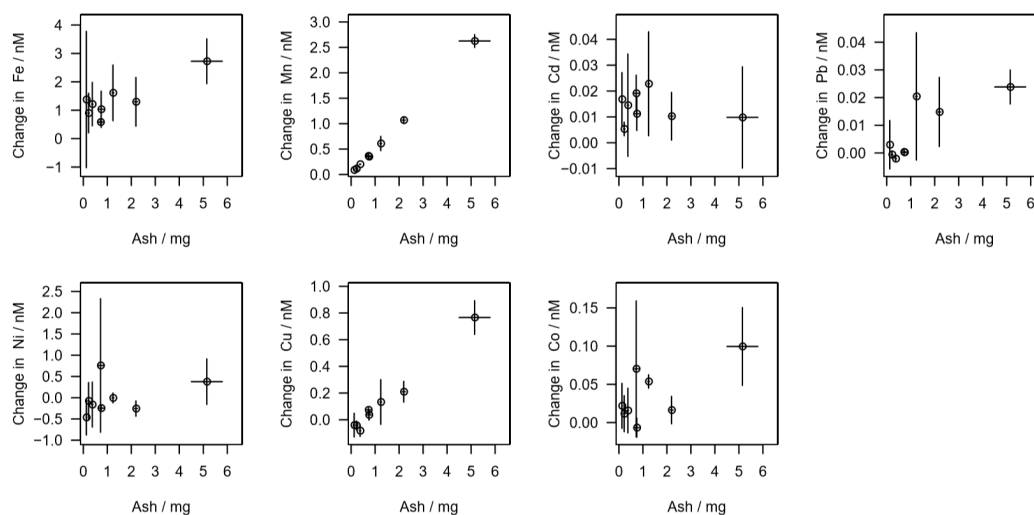 Change in Fe / nM
4
3
2
1
0
−1
0 1 2 3 4 5 6
Ash / mg
Change in Mn / nM
3.0
2.5
2.0
1.5
1.0
0.5
0.0
0 1 2 3 4 5 6
Ash / mg
Change in Cd / nM
0.04
0.03
0.02
0.01
0.00
−0.01
0 1 2 3 4 5 6
Ash / mg
Change in Pb / nM
0.04
0.03
0.02
0.01
0.00
0 1 2 3 4 5 6
Ash / mg
Change in Ni / nM
2.5
2.0
1.5
1.0
0.5
0.0
−0.5
−1.0
0 1 2 3 4 5 6
Ash / mg
Change in Cu / nM
1.0
0.8
0.6
0.4
0.2
0.0
0 1 2 3 4 5 6
Ash / mg
Change in Co / nM
0.15
0.10
0.05
0.00
0 1 2 3 4 5 6
Ash / mg